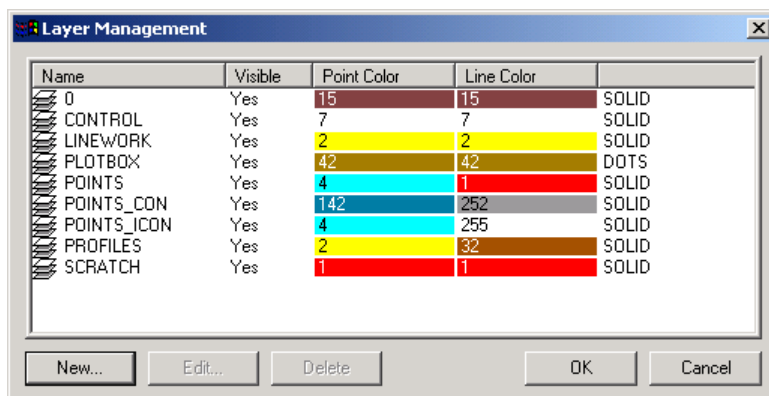 Layer Management
Name Visible Point Color Line Color
0 Yes 15 15 SOLID
CONTROL Yes 7 7 SOLID
LINEWORK Yes 2 2 SOLID
PLOTBOX Yes 42 42 DOTS
POINTS Yes 4 1 SOLID
POINTS_CON Yes 142 252 SOLID
POINTS_ICON Yes 4 255 SOLID
PROFILES Yes 2 32 SOLID
SCRATCH Yes 1 1 SOLID
New... Edit... Delete OK Cancel